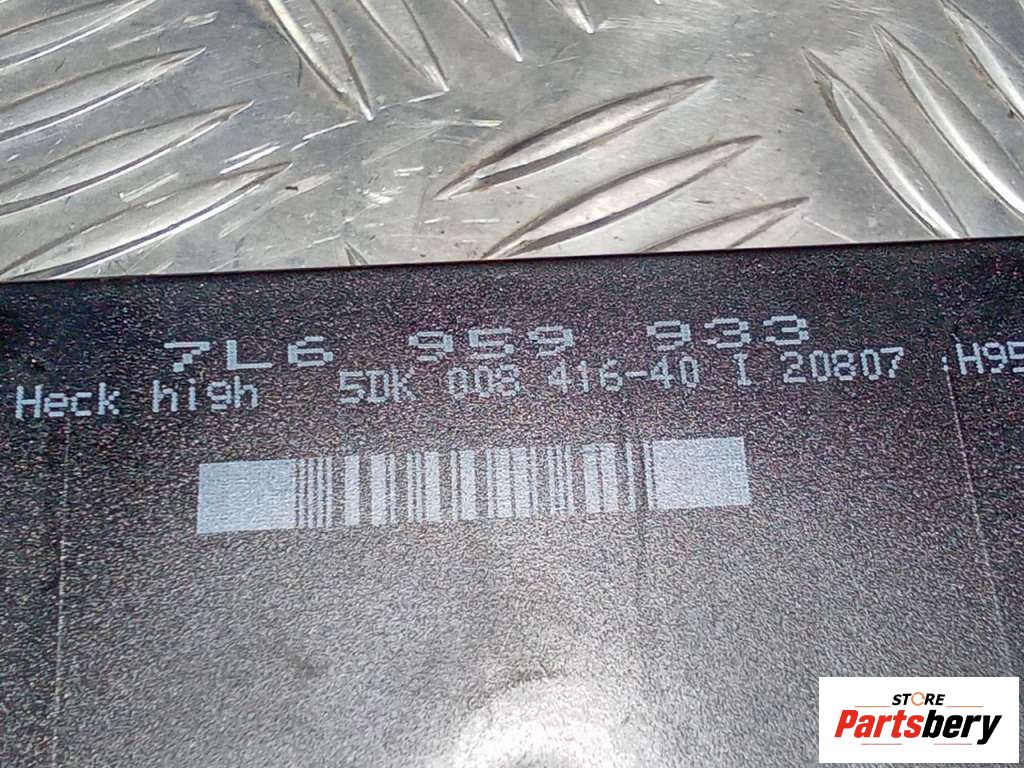 7L6 959 933
Heck high 5DK 008 416-40 I 20807 :H95
STORE
Partsbery